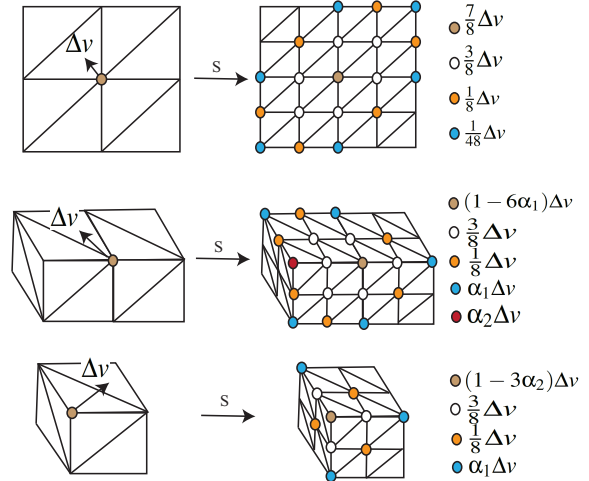 Δv
S
7/8 Δv
3/8 Δv
1/8 Δv
1/48 Δv
Δv
S
(1 − 6α₁)Δv
3/8 Δv
1/8 Δv
α₁Δv
α₂Δv
Δv
S
(1 − 3α₂)Δv
3/8 Δv
1/8 Δv
α₁Δv